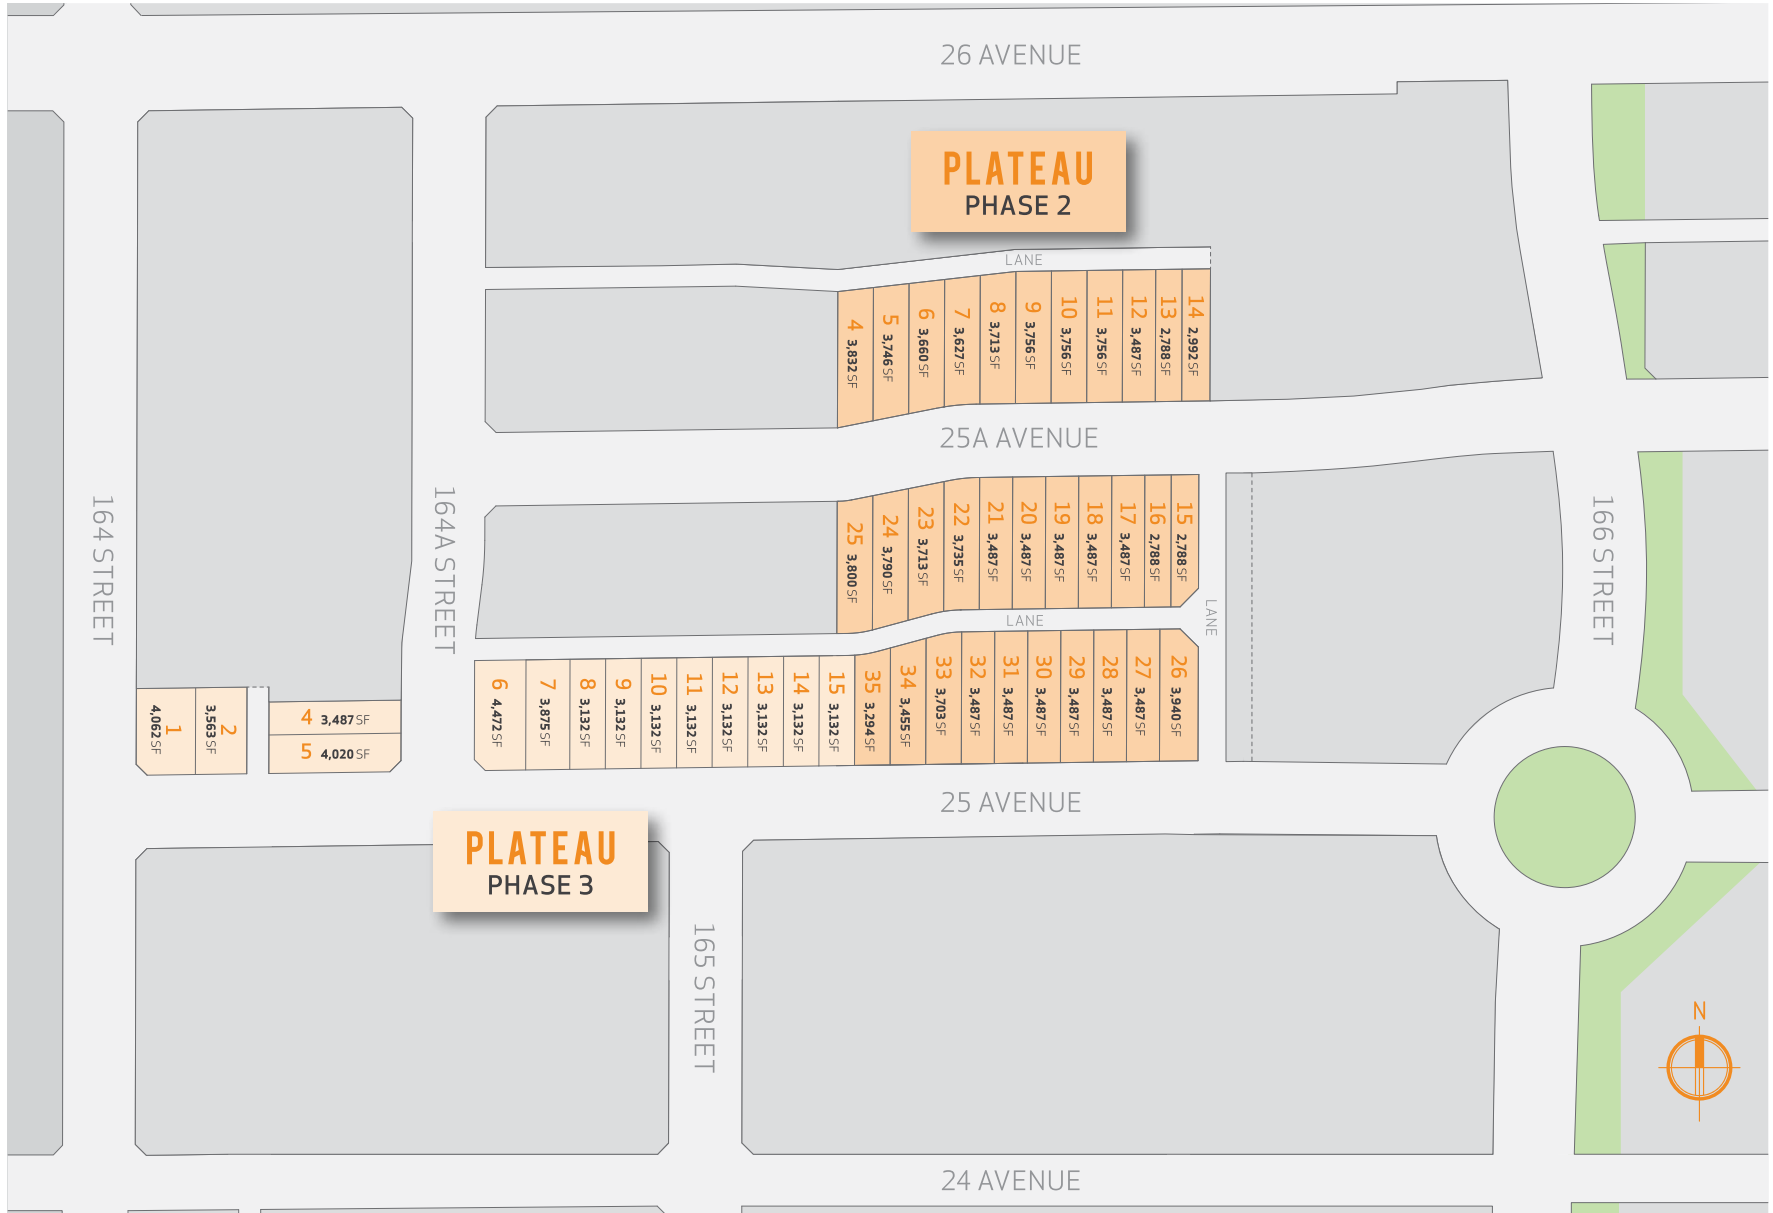 26 AVENUE
PLATEAU
PHASE 2
LANE
4 3,832 SF
5 3,746 SF
6 3,660 SF
7 3,627 SF
8 3,713 SF
9 3,756 SF
10 3,756 SF
11 3,756 SF
12 3,487 SF
13 2,788 SF
14 2,992 SF
25A AVENUE
164 STREET
164A STREET
25 3,800 SF
24 3,790 SF
23 3,713 SF
22 3,735 SF
21 3,487 SF
20 3,487 SF
19 3,487 SF
18 3,487 SF
17 3,487 SF
16 2,788 SF
15 2,788 SF
166 STREET
LANE
LANE
1 4,062 SF
2 3,563 SF
4 3,487 SF
5 4,020 SF
6 4,472 SF
7 3,875 SF
8 3,132 SF
9 3,132 SF
10 3,132 SF
11 3,132 SF
12 3,132 SF
13 3,132 SF
14 3,132 SF
15 3,132 SF
35 3,294 SF
34 3,455 SF
33 3,703 SF
32 3,487 SF
31 3,487 SF
30 3,487 SF
29 3,487 SF
28 3,487 SF
27 3,487 SF
26 3,940 SF
25 AVENUE
PLATEAU
PHASE 3
165 STREET
N
24 AVENUE